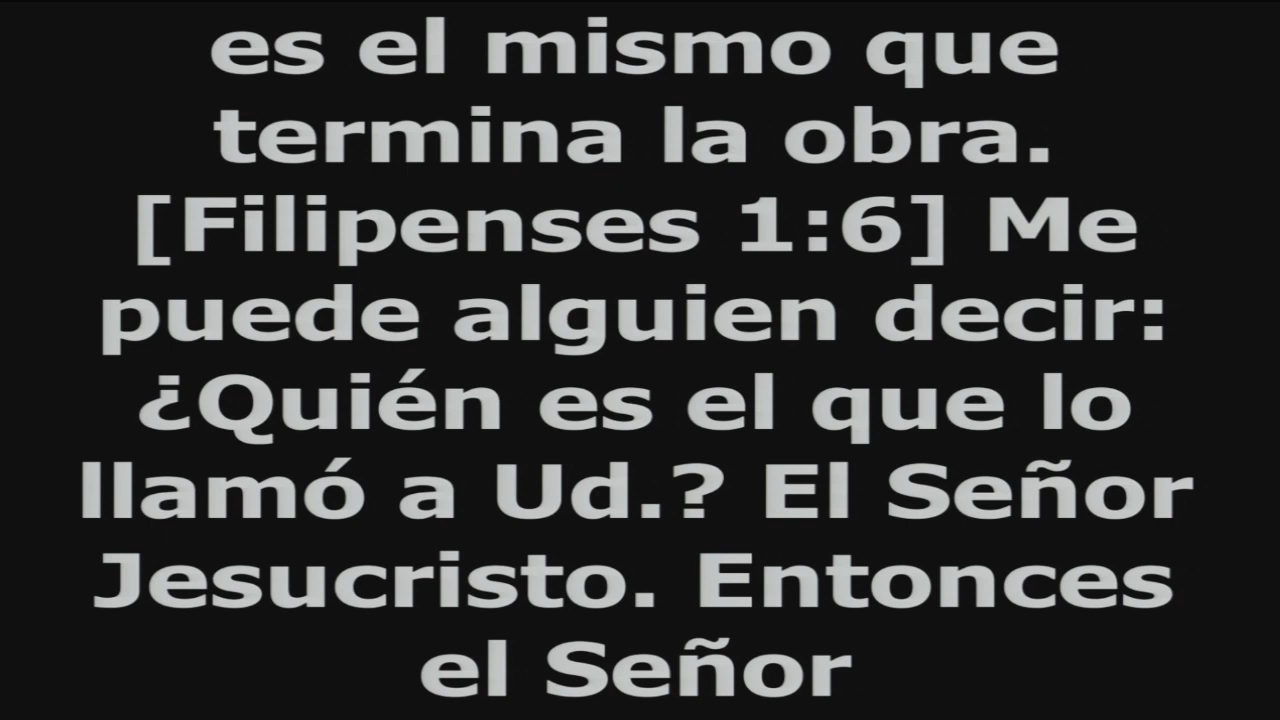 es el mismo que
termina la obra.
[Filipenses 1:6] Me
puede alguien decir:
¿Quién es el que lo
llamó a Ud.? El Señor
Jesucristo. Entonces
el Señor